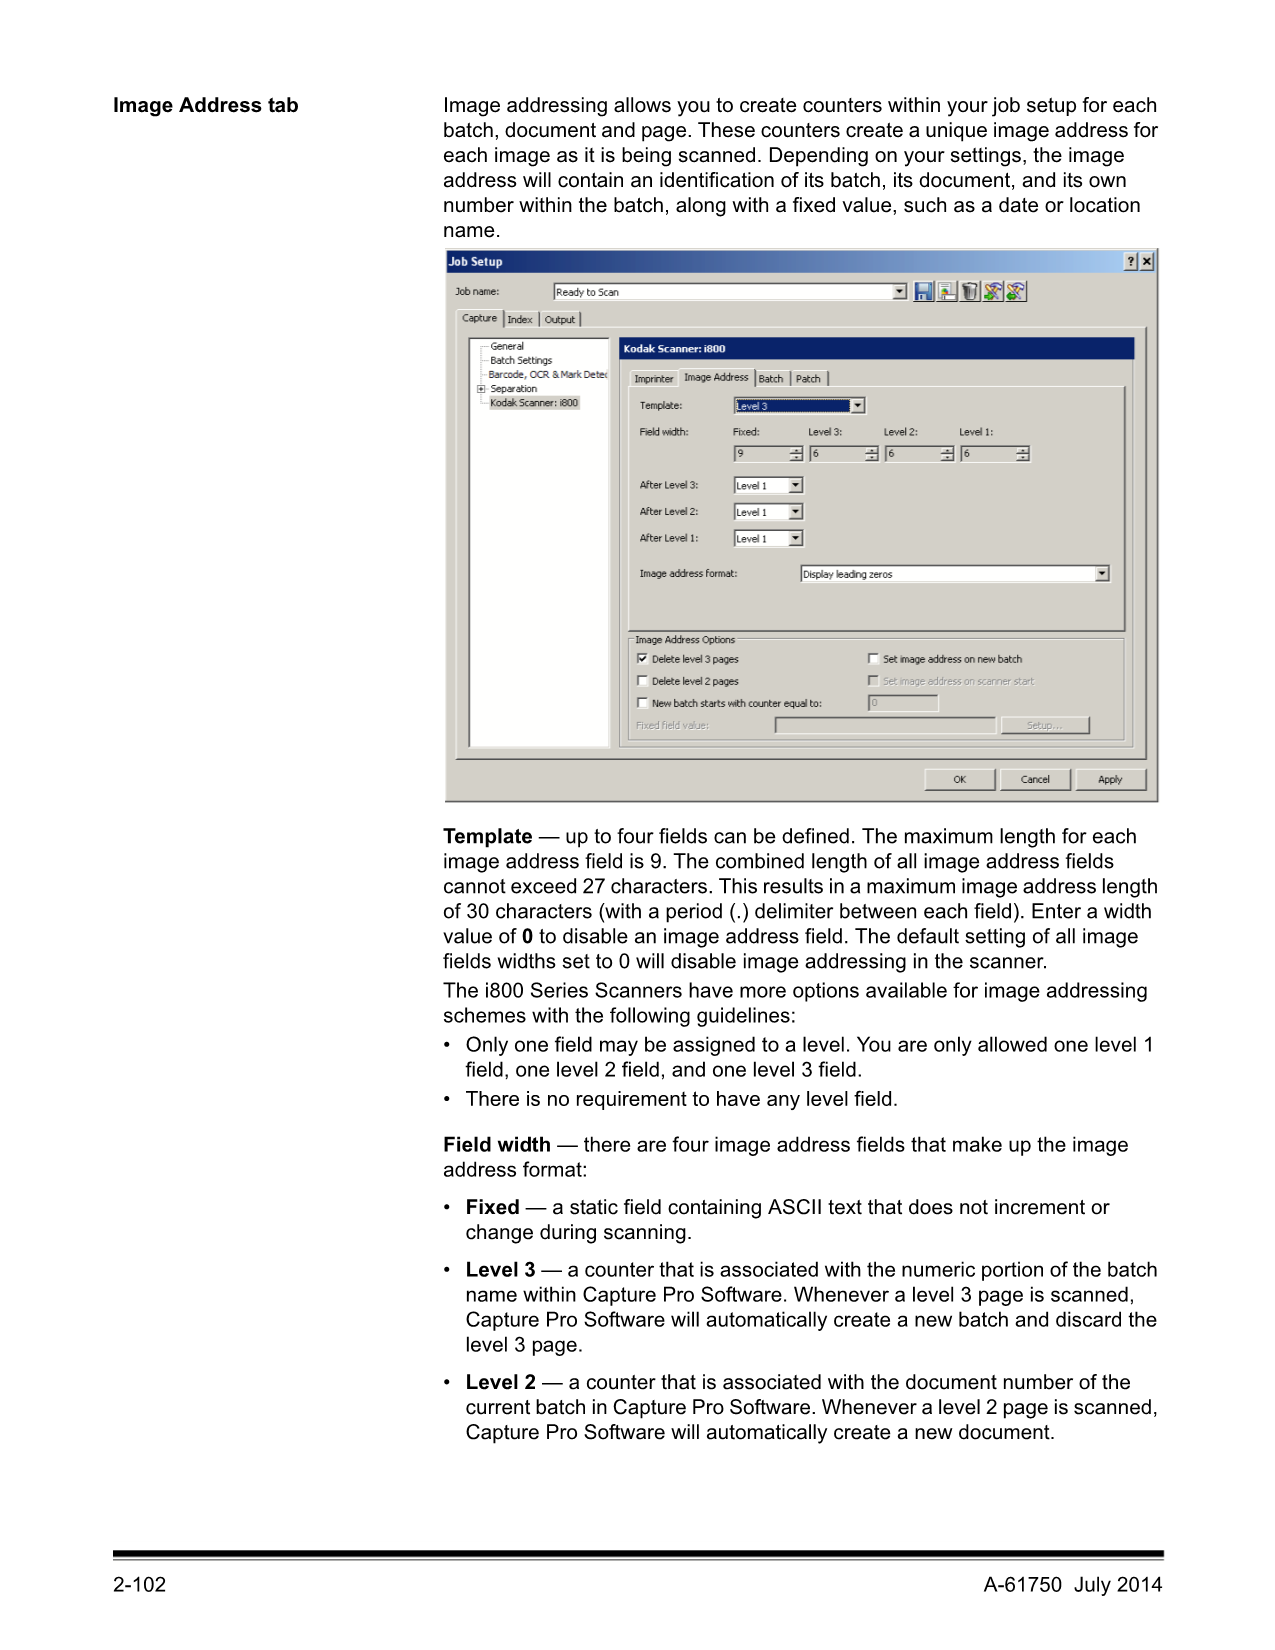 Image Address tab
Image addressing allows you to create counters within your job setup for each
batch, document and page. These counters create a unique image address for
each image as it is being scanned. Depending on your settings, the image
address will contain an identification of its batch, its document, and its own
number within the batch, along with a fixed value, such as a date or location
name.
Job Setup
Job name: Ready to Scan
Capture Index Output
General
Batch Settings
Barcode, OCR & Mark Detec
Separation
Kodak Scanner: i800
Kodak Scanner: i800
Imprinter Image Address Batch Patch
Template: Level 3
Field width: Fixed: Level 3: Level 2: Level 1:
9 6 6 6
After Level 3: Level 1
After Level 2: Level 1
After Level 1: Level 1
Image address format: Display leading zeros
Image Address Options
Delete level 3 pages Set image address on new batch
Delete level 2 pages Set image address on scanner start
New batch starts with counter equal to: 0
Fixed field value: Setup...
OK Cancel Apply
Template — up to four fields can be defined. The maximum length for each
image address field is 9. The combined length of all image address fields
cannot exceed 27 characters. This results in a maximum image address length
of 30 characters (with a period (.) delimiter between each field). Enter a width
value of 0 to disable an image address field. The default setting of all image
fields widths set to 0 will disable image addressing in the scanner.
The i800 Series Scanners have more options available for image addressing
schemes with the following guidelines:
• Only one field may be assigned to a level. You are only allowed one level 1
field, one level 2 field, and one level 3 field.
• There is no requirement to have any level field.
Field width — there are four image address fields that make up the image
address format:
• Fixed — a static field containing ASCII text that does not increment or
change during scanning.
• Level 3 — a counter that is associated with the numeric portion of the batch
name within Capture Pro Software. Whenever a level 3 page is scanned,
Capture Pro Software will automatically create a new batch and discard the
level 3 page.
• Level 2 — a counter that is associated with the document number of the
current batch in Capture Pro Software. Whenever a level 2 page is scanned,
Capture Pro Software will automatically create a new document.
2-102 A-61750 July 2014